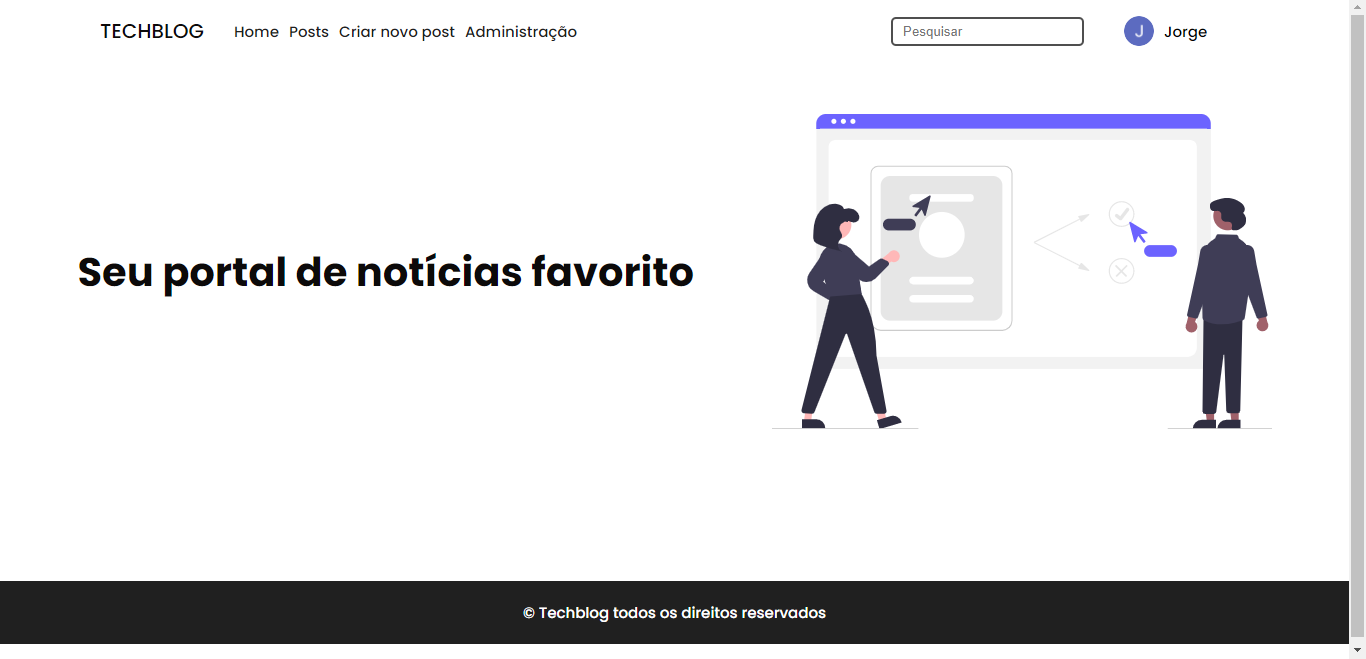 TECHBLOG Home Posts Criar novo post Administração Pesquisar J Jorge
Seu portal de notícias favorito
© Techblog todos os direitos reservados